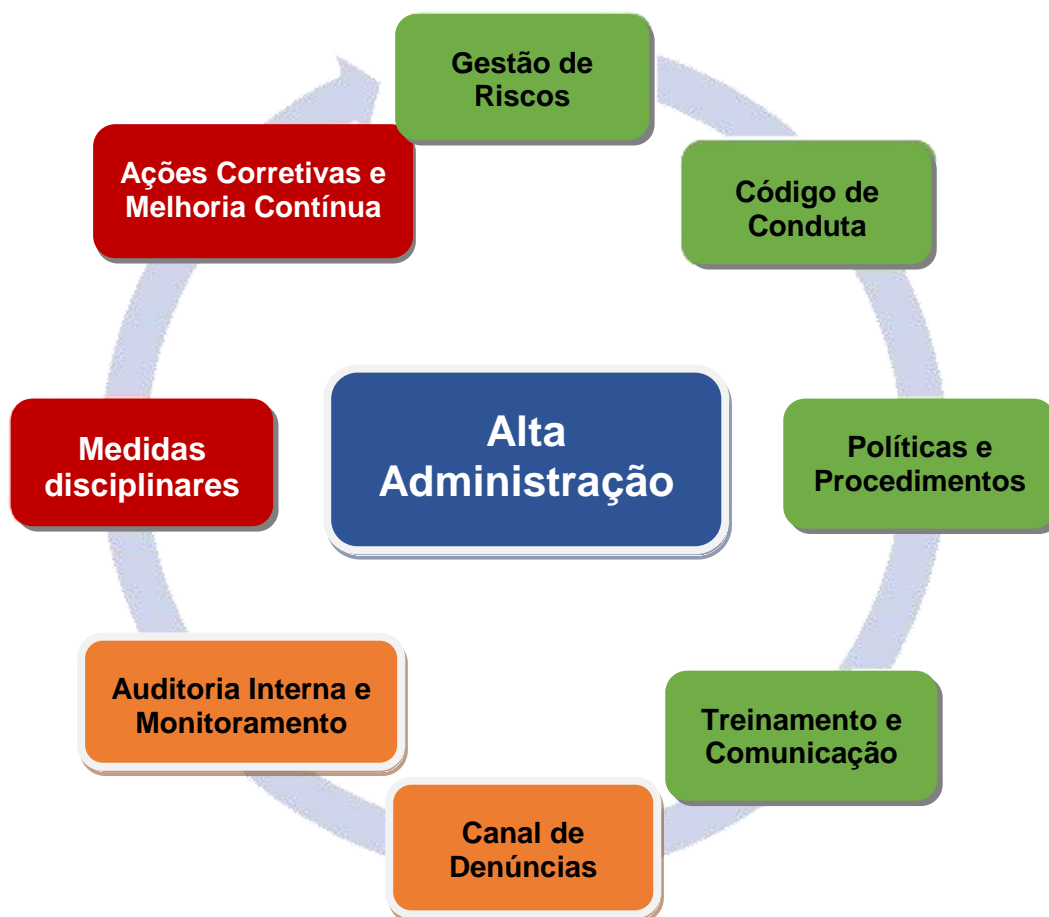 Gestão de
Riscos
Código de
Conduta
Políticas e
Procedimentos
Treinamento e
Comunicação
Canal de
Denúncias
Auditoria Interna e
Monitoramento
Medidas
disciplinares
Ações Corretivas e
Melhoria Contínua
Alta
Administração